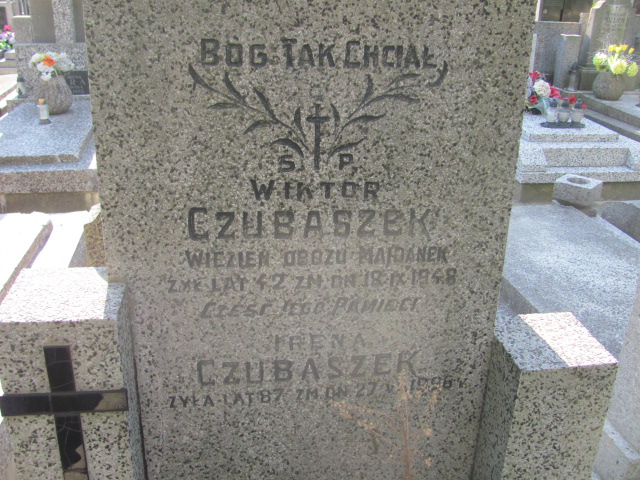 BÓG TAK CHCIAŁ
Ś. P.
WIKTOR
CZUBASZEK
WIĘZIEŃ OBOZU MAJDANEK
ŻYŁ LAT 42 ZM. DN 18.IX 1948
CZEŚĆ JEGO PAMIĘCI
IRENA
CZUBASZEK
ŻYŁA LAT 87 ZM. DN 27